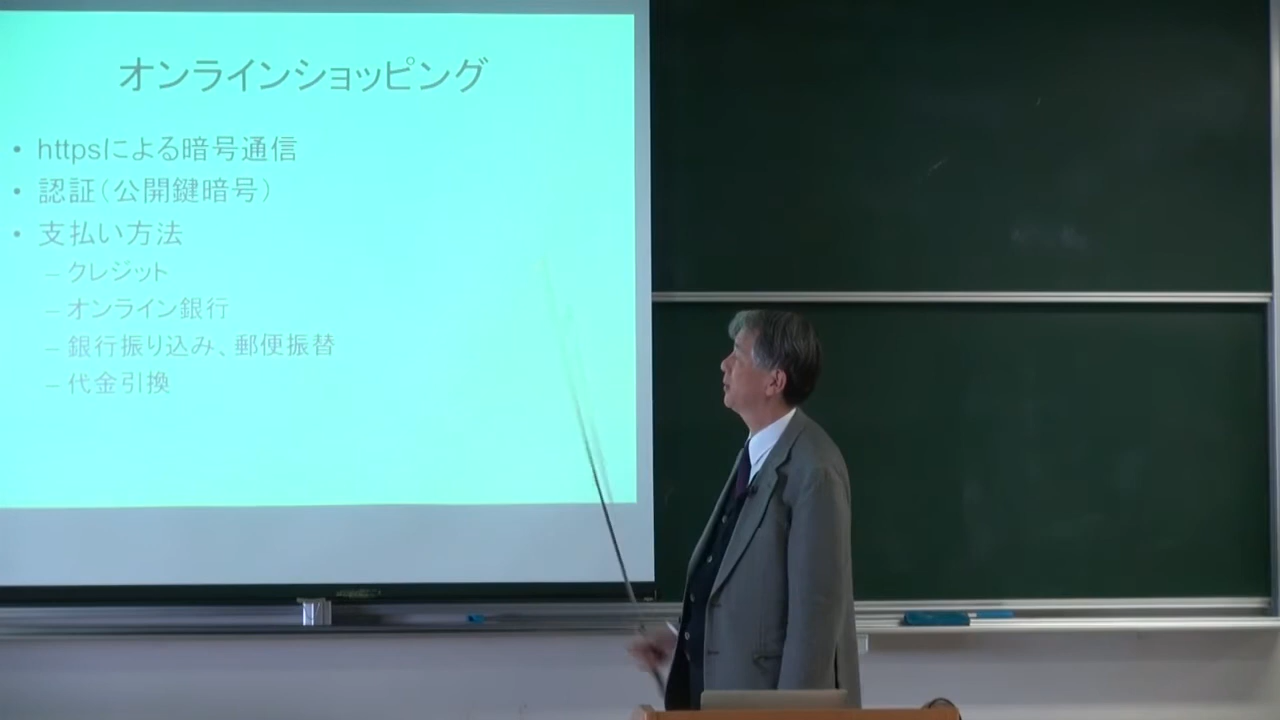 オンラインショッピング
• httpsによる暗号通信
• 認証(公開鍵暗号)
• 支払い方法
– クレジット
– オンライン銀行
– 銀行振り込み、郵便振替
– 代金引換